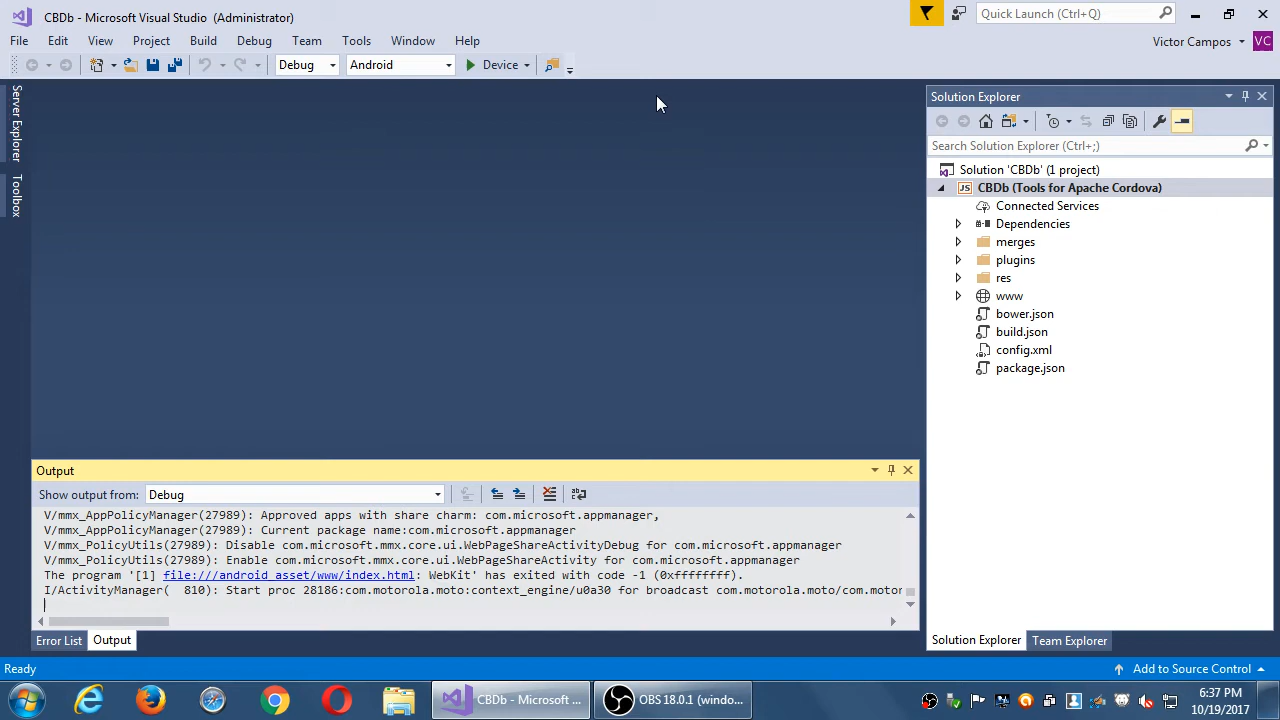 CBDb - Microsoft Visual Studio (Administrator)
Quick Launch (Ctrl+Q)
File Edit View Project Build Debug Team Tools Window Help
Victor Campos VC
Debug Android Device
Server Explorer
Toolbox
Solution Explorer
Search Solution Explorer (Ctrl+;)
Solution 'CBDb' (1 project)
JS CBDb (Tools for Apache Cordova)
Connected Services
Dependencies
merges
plugins
res
www
bower.json
build.json
config.xml
package.json
Output
Show output from: Debug
V/mmx_AppPolicyManager(27989): Approved apps with share charm: com.microsoft.appmanager,
V/mmx_AppPolicyManager(27989): Current package name:com.microsoft.appmanager
V/mmx_PolicyUtils(27989): Disable com.microsoft.mmx.core.ui.WebPageShareActivityDebug for com.microsoft.appmanager
V/mmx_PolicyUtils(27989): Enable com.microsoft.mmx.core.ui.WebPageShareActivity for com.microsoft.appmanager
The program '[1] file:///android_asset/www/index.html: WebKit' has exited with code -1 (0xffffffff).
I/ActivityManager( 810): Start proc 28186:com.motorola.moto:context_engine/u0a30 for broadcast com.motorola.moto/com.motor
Error List Output
Solution Explorer Team Explorer
Ready
Add to Source Control
CBDb - Microsoft ...
OBS 18.0.1 (windo...
6:37 PM
10/19/2017